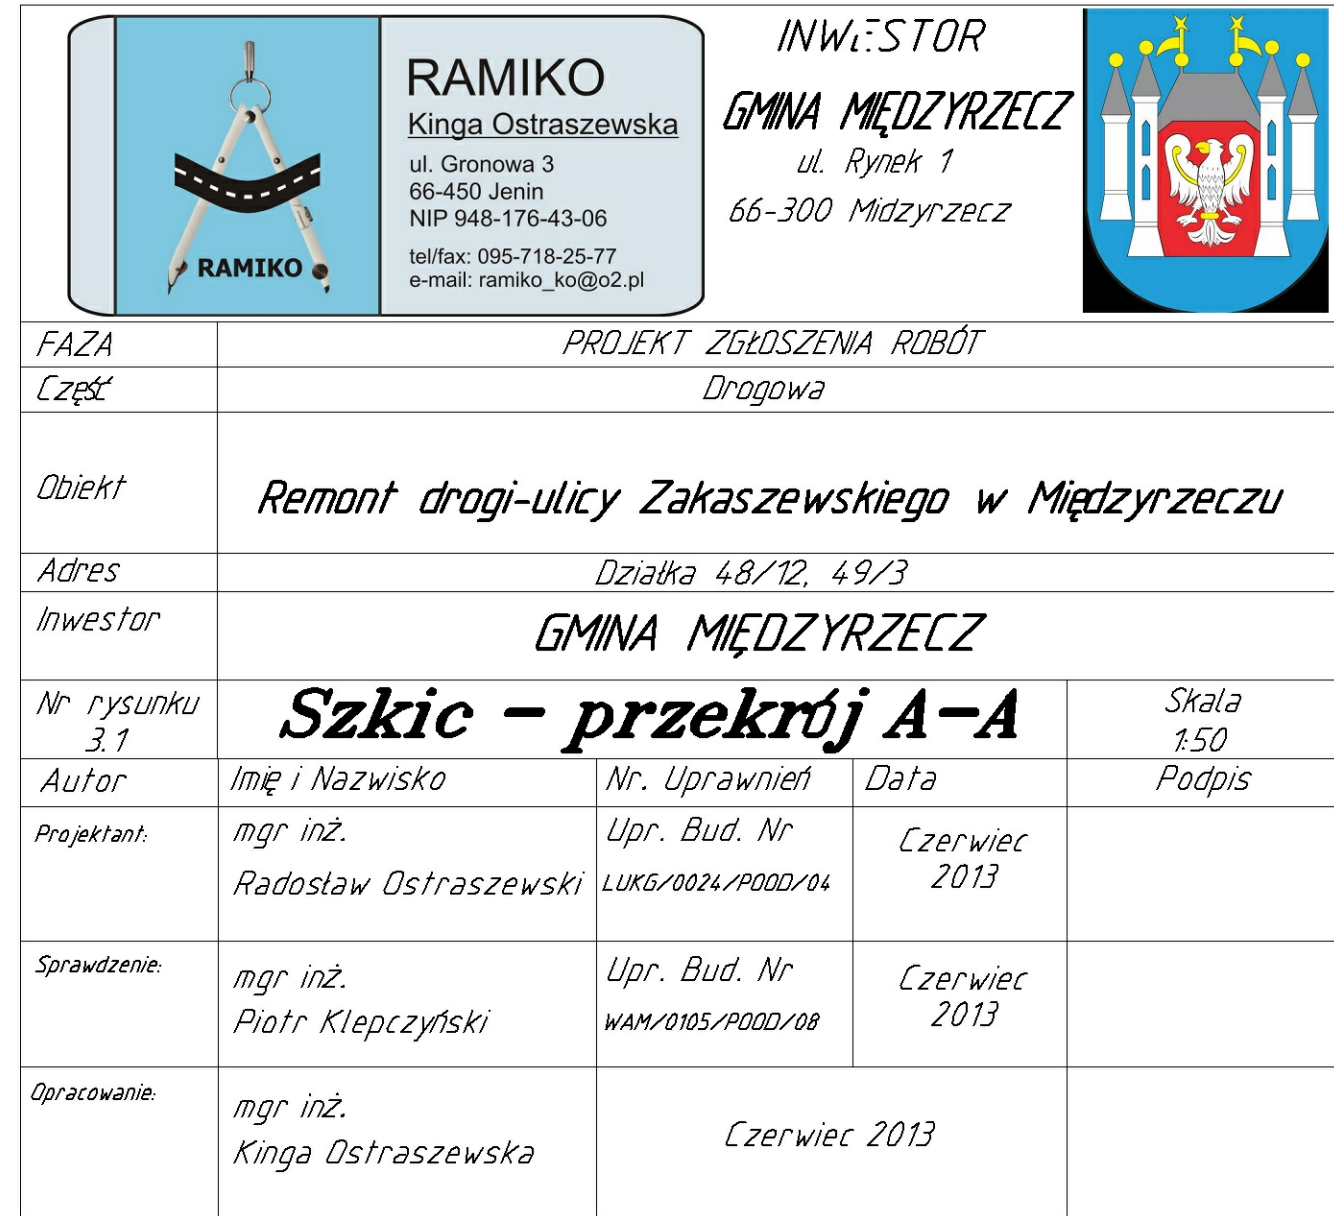 RAMIKO
Kinga Ostraszewska
ul. Gronowa 3
66-450 Jenin
NIP 948-176-43-06
tel/fax: 095-718-25-77
e-mail: ramiko_ko@o2.pl
RAMIKO
INWESTOR
GMINA MIĘDZYRZECZ
ul. Rynek 1
66-300 Midzyrzecz
FAZA PROJEKT ZGŁOSZENIA ROBÓT
Część Drogowa
Obiekt Remont drogi-ulicy Zakaszewskiego w Międzyrzeczu
Adres Działka 48/12, 49/3
Inwestor GMINA MIĘDZYRZECZ
Nr rysunku
3.1
Szkic - przekrój A-A
Skala
1:50
Autor Imię i Nazwisko Nr. Uprawnień Data Podpis
Projektant:
mgr inż.
Radosław Ostraszewski
Upr. Bud. Nr
LUKG/0024/POOD/04
Czerwiec
2013
Sprawdzenie:
mgr inż.
Piotr Klepczyński
Upr. Bud. Nr
WAM/0105/POOD/08
Czerwiec
2013
Opracowanie:
mgr inż.
Kinga Ostraszewska
Czerwiec 2013